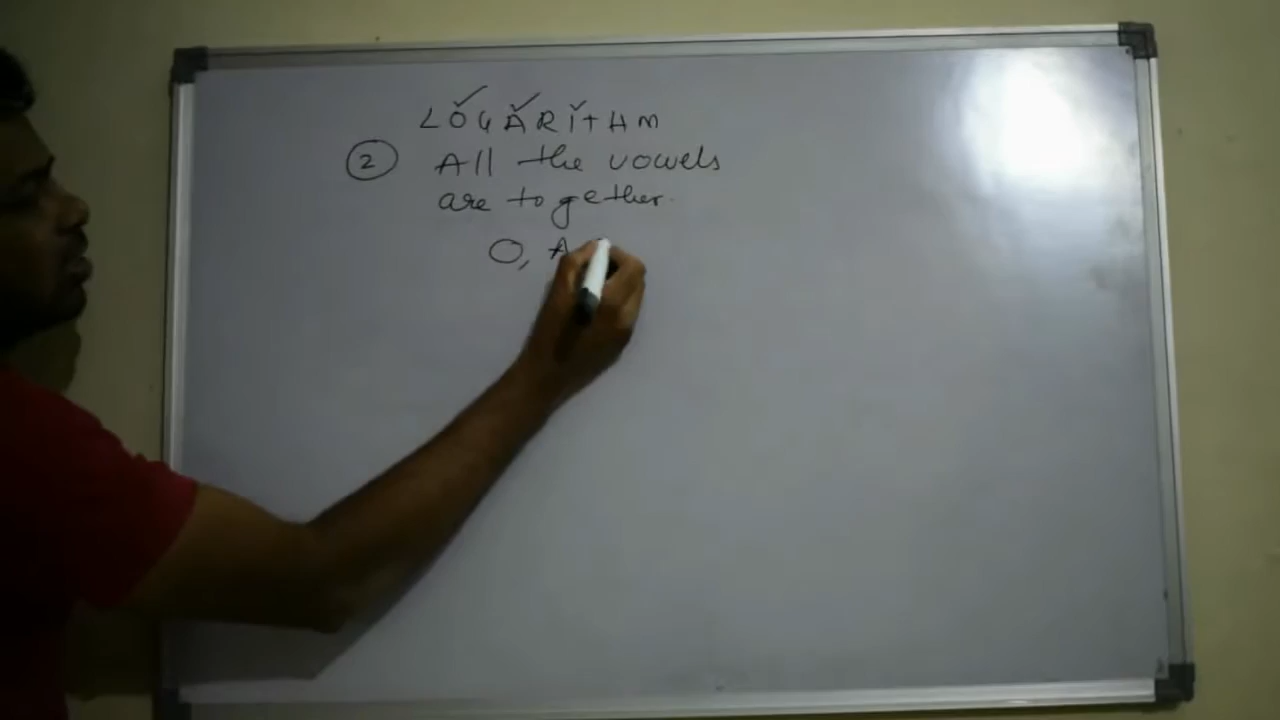 LOGARITHM
② All the vowels
are together.
O, A